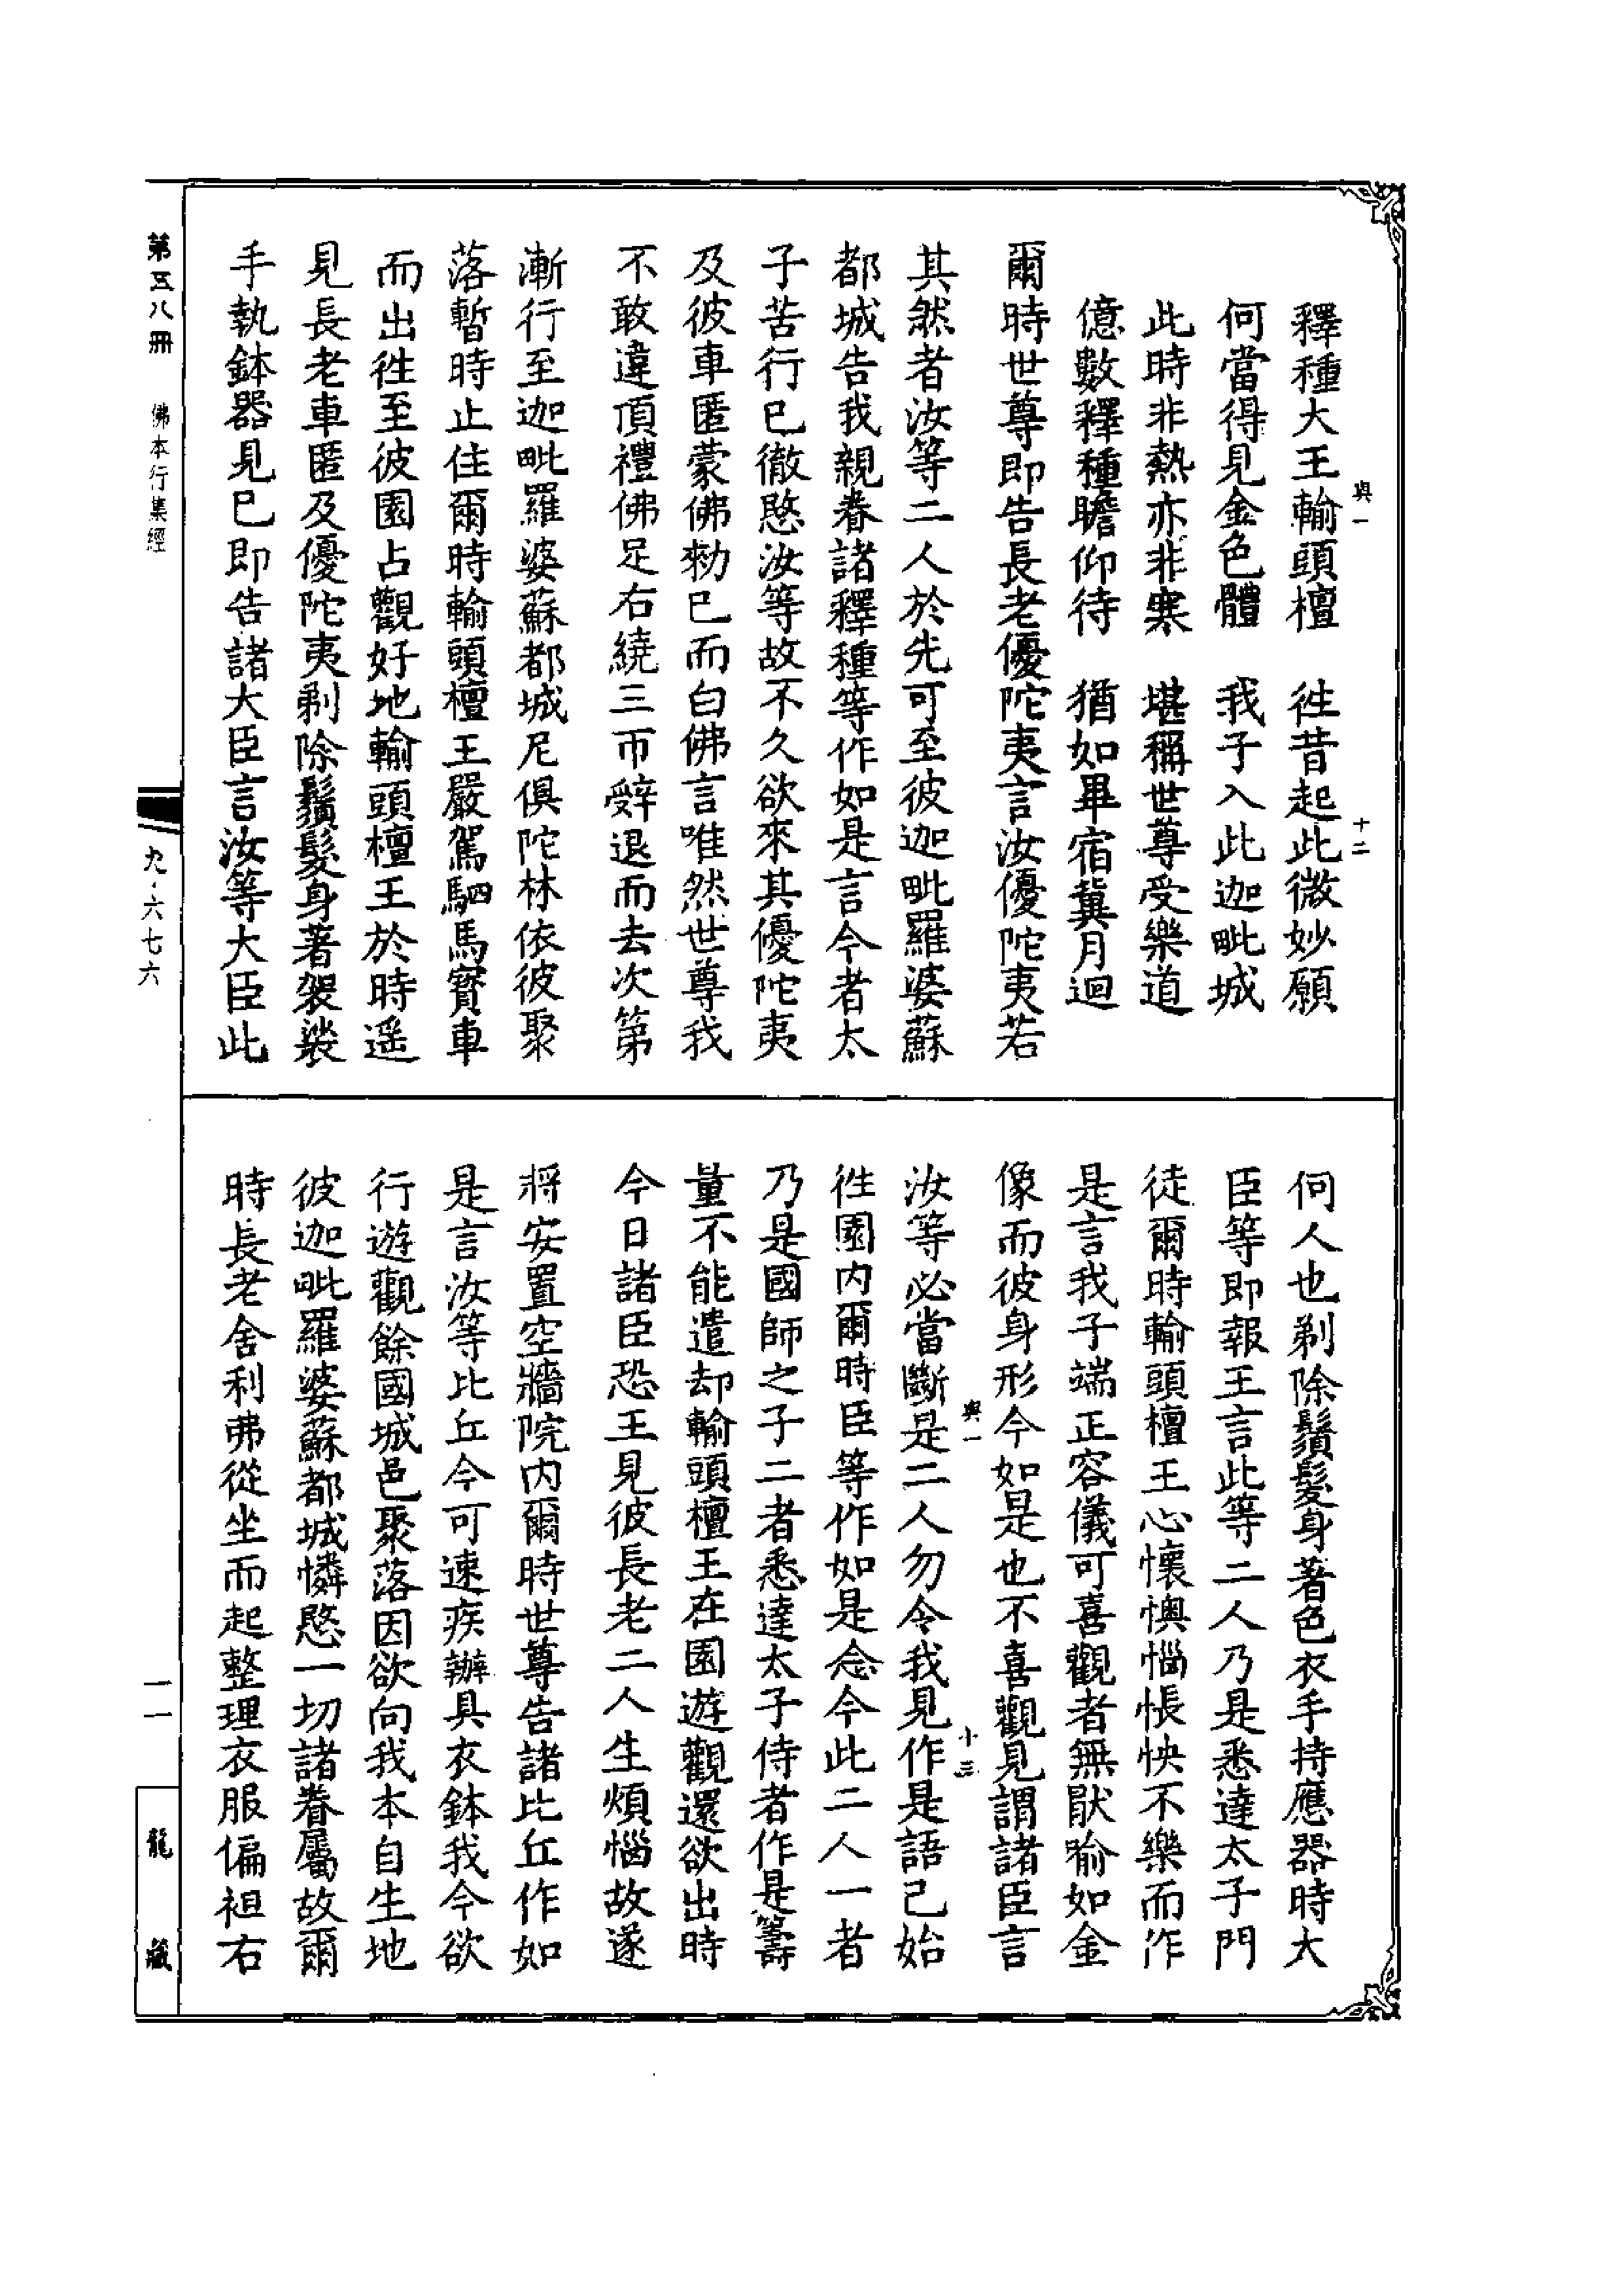 與一
十二
釋種大王輸頭檀　徃昔起此微妙願
何當得見金色體　我子入此迦毗城
此時非熱亦非寒　堪稱世尊受樂道
億數釋種瞻仰待　猶如畢宿冀月迴
爾時世尊即告長老優陀夷言汝優陀夷若
其然者汝等二人於先可至彼迦毗羅婆蘇
都城告我親眷諸釋種等作如是言今者太
子苦行已徹愍汝等故不久欲來其優陀夷
及彼車匿蒙佛勑已而白佛言唯然世尊我
不敢違頂禮佛足右繞三帀辤退而去次第
漸行至迦毗羅婆蘇都城尼俱陀林依彼聚
落暫時止住爾時輸頭檀王嚴駕駟馬寳車
而出徃至彼園占觀好地輸頭檀王於時遥
見長老車匿及優陀夷剃除鬚髮身著袈裟
手執鉢器見已即告諸大臣言汝等大臣此
何人也剃除鬚髮身著色衣手持應器時大
臣等即報王言此等二人乃是悉達太子門
徒爾時輸頭檀王心懷懊惱悵怏不樂而作
是言我子端正容儀可喜觀者無猒喻如金
像而彼身形今如是也不喜觀見謂諸臣言
與一
十三
汝等必當斷是二人勿令我見作是語已始
徃園內爾時臣等作如是念今此二人一者
乃是國師之子二者悉達太子侍者作是籌
量不能遣却輸頭檀王在園遊觀還欲出時
今日諸臣恐王見彼長老二人生煩惱故遂
將安置空牆院內爾時世尊告諸比丘作如
是言汝等比丘今可速疾辦具衣鉢我今欲
行遊觀餘國城邑聚落因欲向我本自生地
彼迦毗羅婆蘇都城憐愍一切諸眷屬故爾
時長老舍利弗從坐而起整理衣服偏袒右
第五八冊　佛本行集經
九·六七六
一一
龍藏